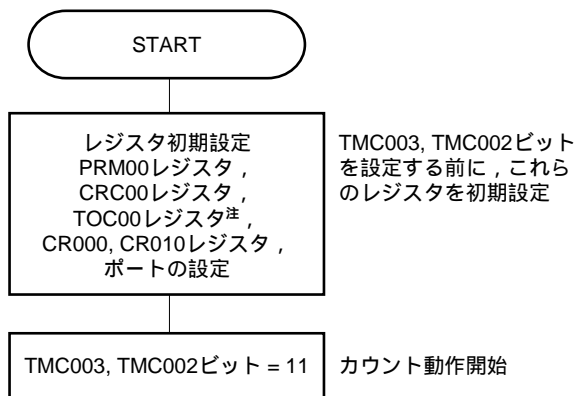 START
レジスタ初期設定
PRM00レジスタ，
CRC00レジスタ，
TOC00レジスタ注，
CR000, CR010レジスタ，
ポートの設定
TMC003, TMC002ビット
を設定する前に，これら
のレジスタを初期設定
TMC003, TMC002ビット = 11
カウント動作開始